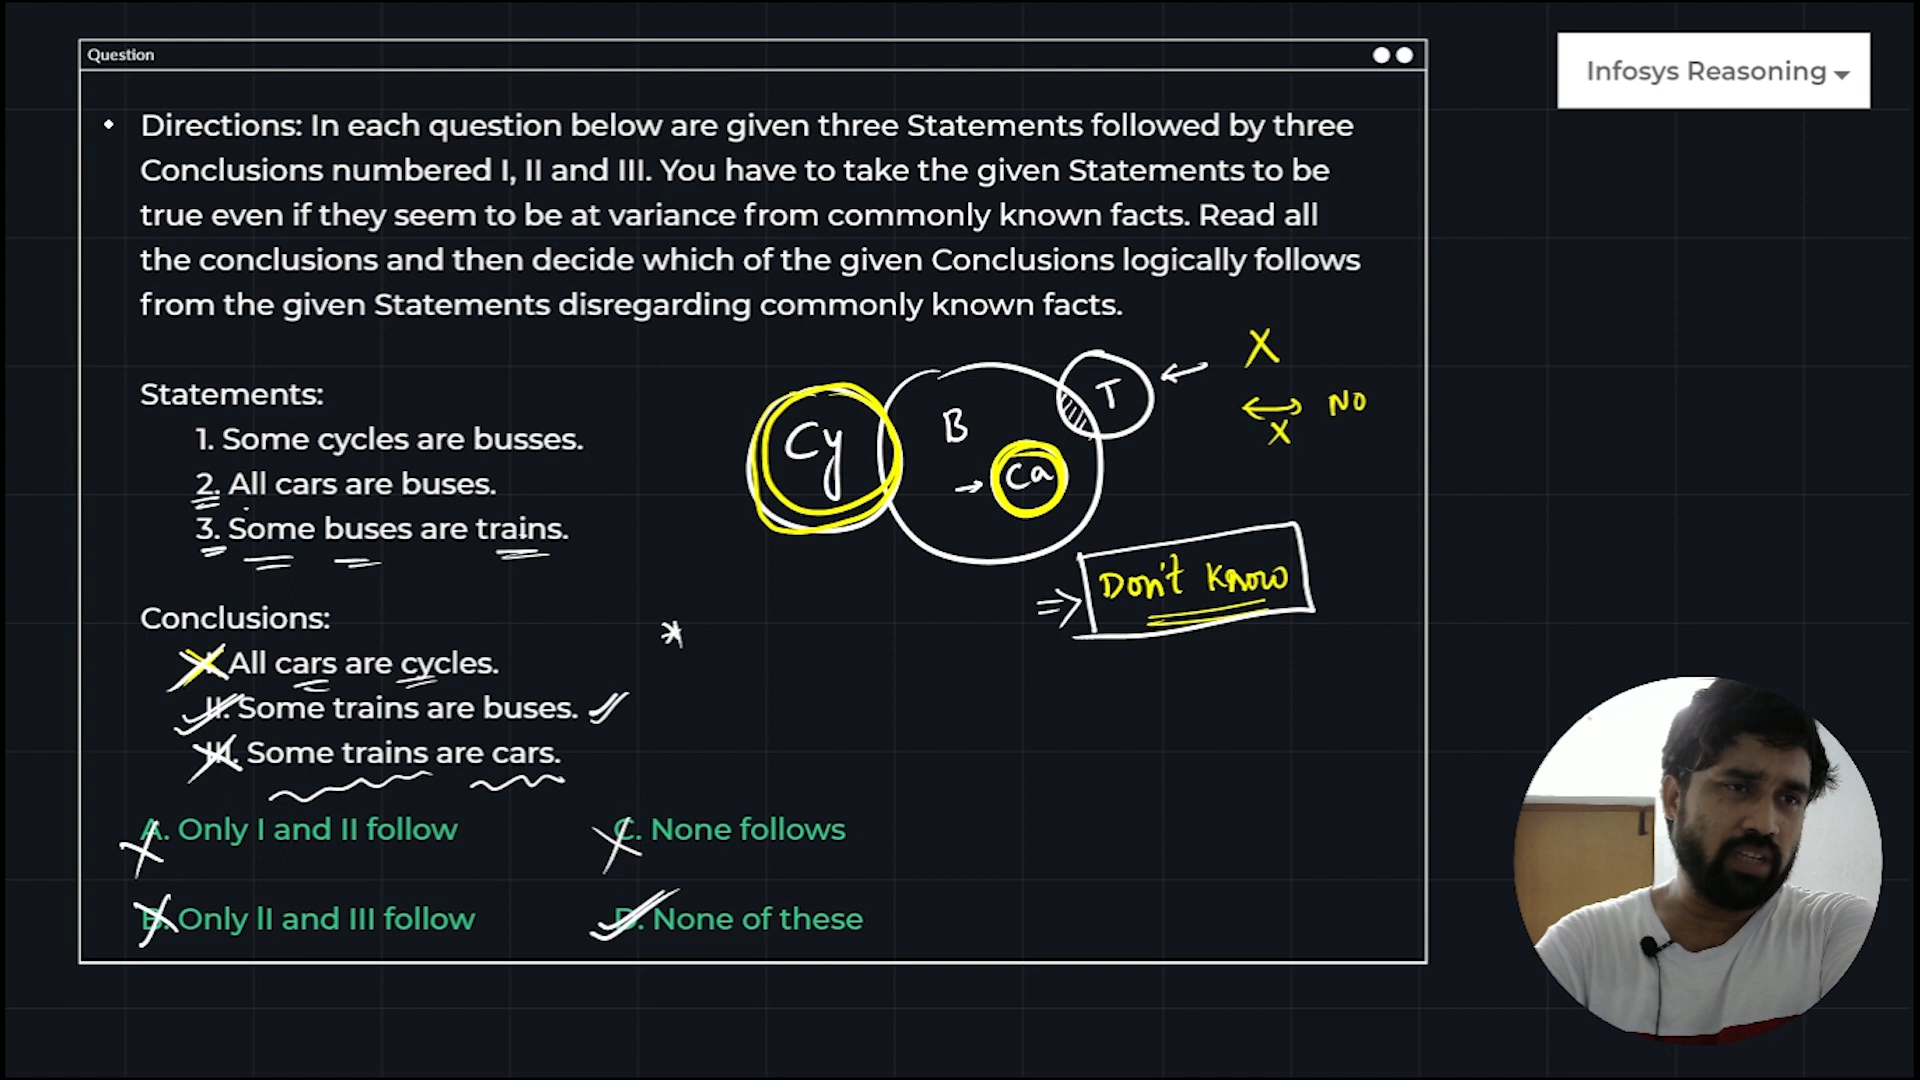 Question
Infosys Reasoning
• Directions: In each question below are given three Statements followed by three
Conclusions numbered I, II and III. You have to take the given Statements to be
true even if they seem to be at variance from commonly known facts. Read all
the conclusions and then decide which of the given Conclusions logically follows
from the given Statements disregarding commonly known facts.
Statements:
1. Some cycles are busses.
2. All cars are buses.
3. Some buses are trains.
Conclusions:
I. All cars are cycles.
II. Some trains are buses.
III. Some trains are cars.
A. Only I and II follow
C. None follows
B. Only lI and III follow
D. None of these
Cy
B
Ca
T
X
NO
X
Don't Know